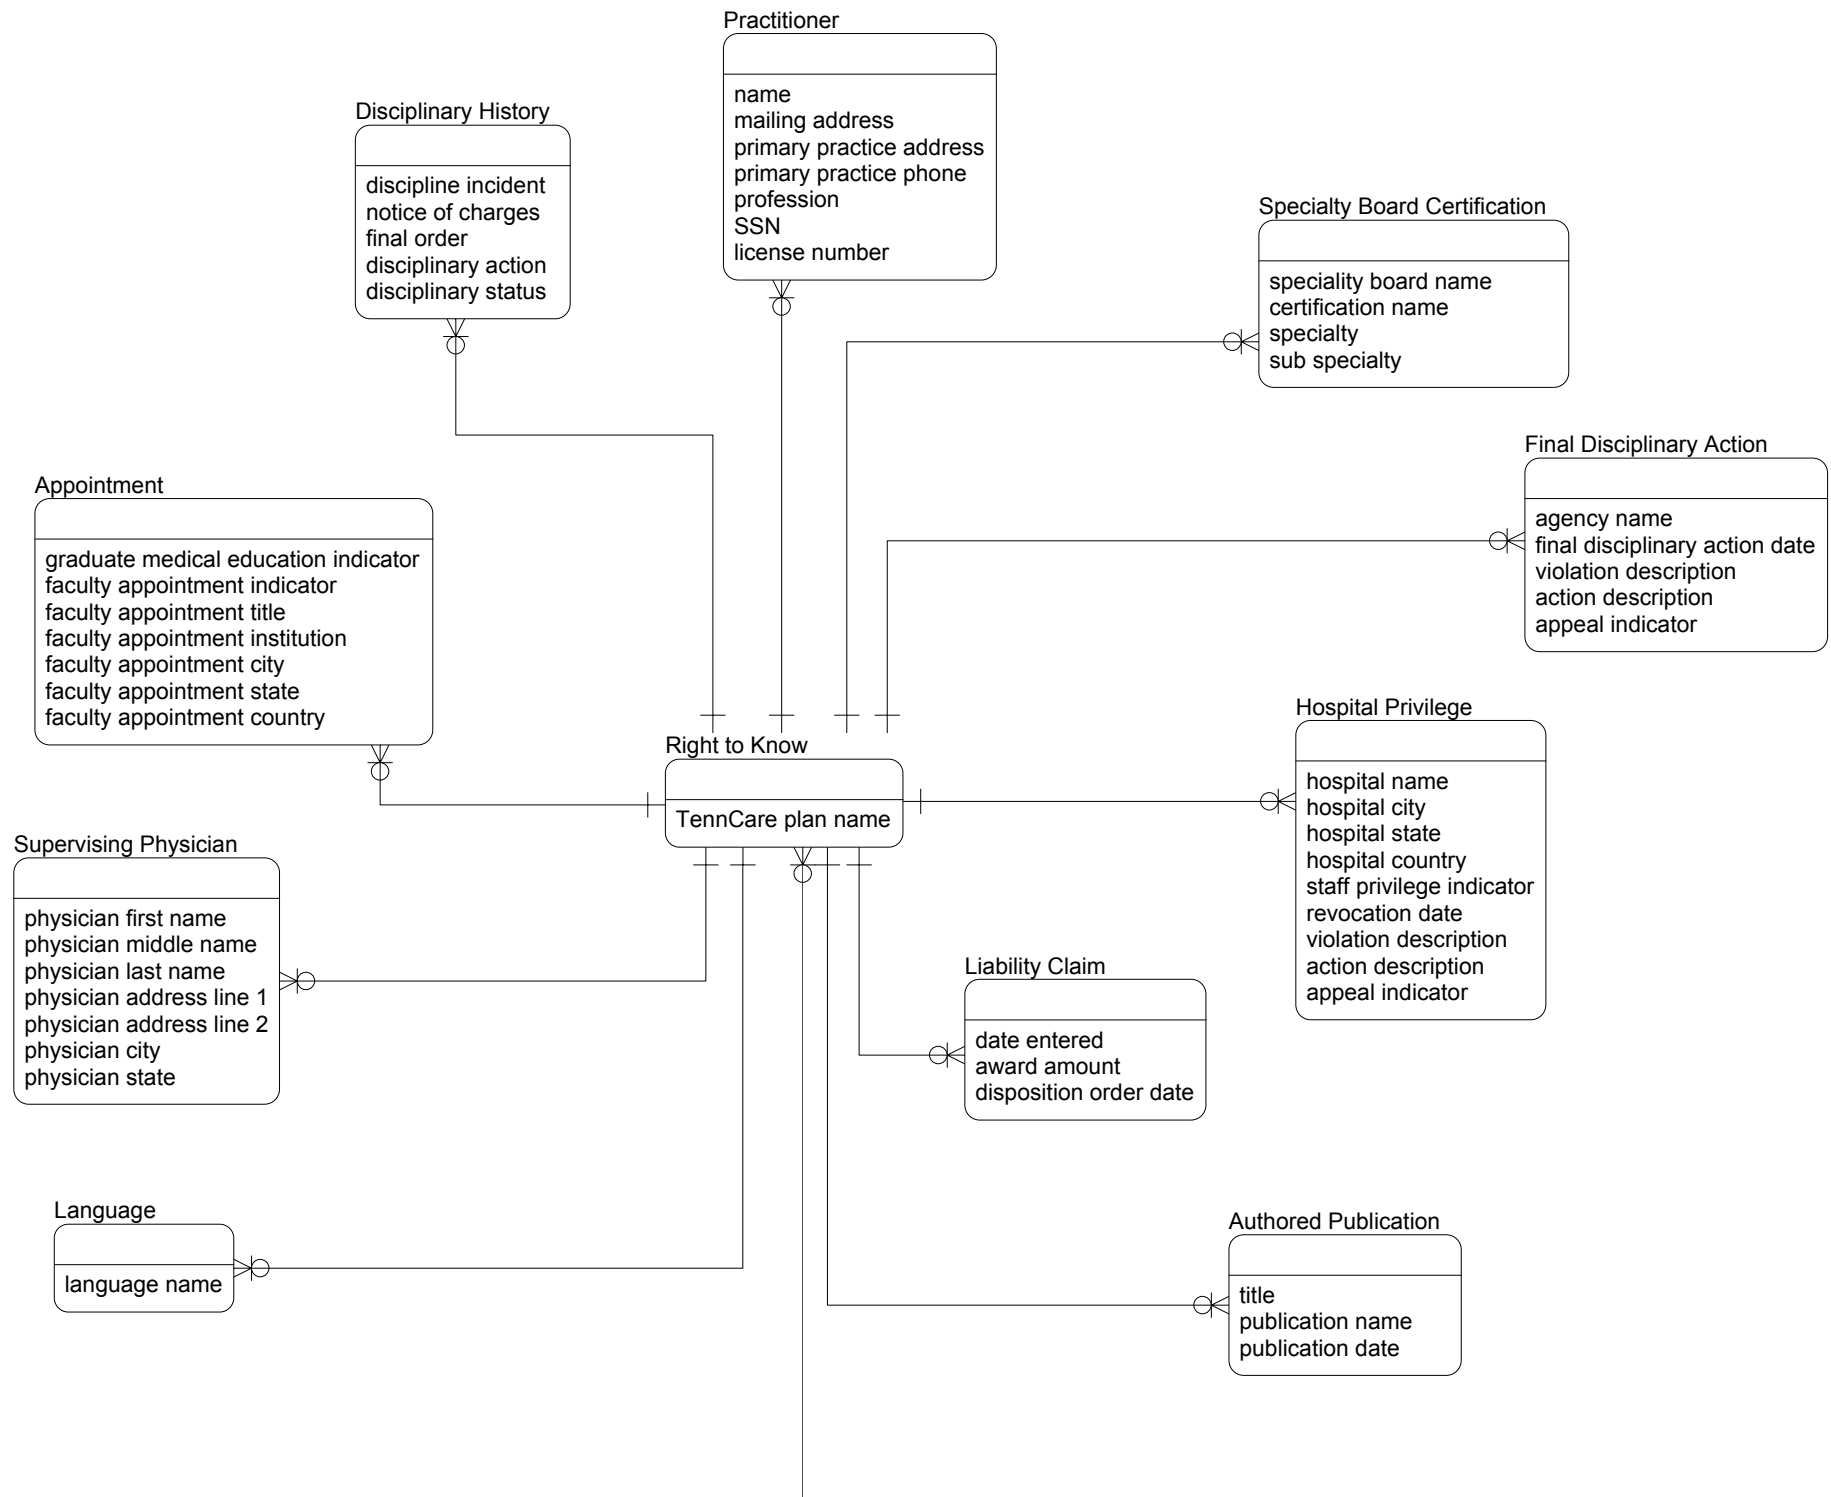 Practitioner
name
mailing address
primary practice address
primary practice phone
profession
SSN
license number
Disciplinary History
discipline incident
notice of charges
final order
disciplinary action
disciplinary status
Specialty Board Certification
speciality board name
certification name
specialty
sub specialty
Final Disciplinary Action
agency name
final disciplinary action date
violation description
action description
appeal indicator
Appointment
graduate medical education indicator
faculty appointment indicator
faculty appointment title
faculty appointment institution
faculty appointment city
faculty appointment state
faculty appointment country
Right to Know
TennCare plan name
Hospital Privilege
hospital name
hospital city
hospital state
hospital country
staff privilege indicator
revocation date
violation description
action description
appeal indicator
Supervising Physician
physician first name
physician middle name
physician last name
physician address line 1
physician address line 2
physician city
physician state
Liability Claim
date entered
award amount
disposition order date
Language
language name
Authored Publication
title
publication name
publication date